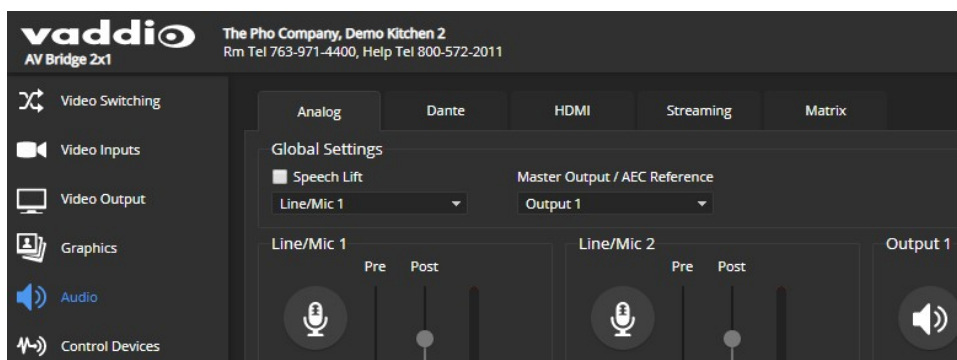 vaddio
AV Bridge 2x1
The Pho Company, Demo Kitchen 2
Rm Tel 763-971-4400, Help Tel 800-572-2011
Video Switching
Video Inputs
Video Output
Graphics
Audio
Control Devices
Analog Dante HDMI Streaming Matrix
Global Settings
Speech Lift Master Output / AEC Reference
Line/Mic 1 Output 1
Line/Mic 1 Line/Mic 2 Output 1
Pre Post Pre Post